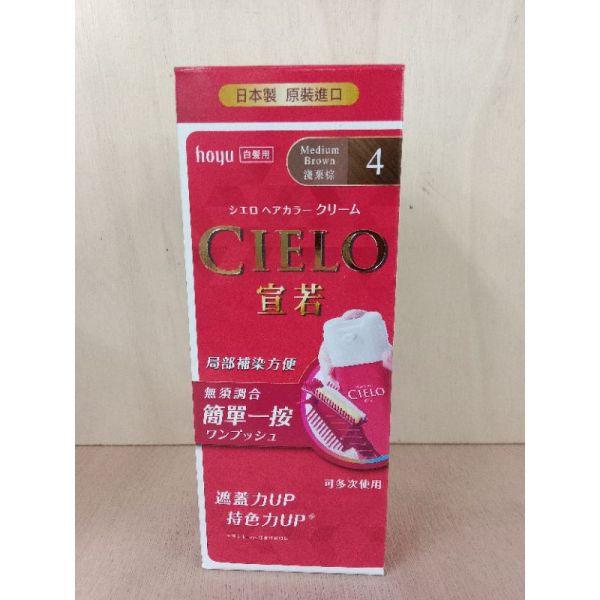 日本製 原裝進口
hoyu 白髮用
Medium
Brown
淺棗棕
4
シエロ ヘアカラー クリーム
CIELO
宣若
局部補染方便
無須調合
簡單一按
ワンプッシュ
CIELO
可多次使用
遮蓋力UP
持色力UP